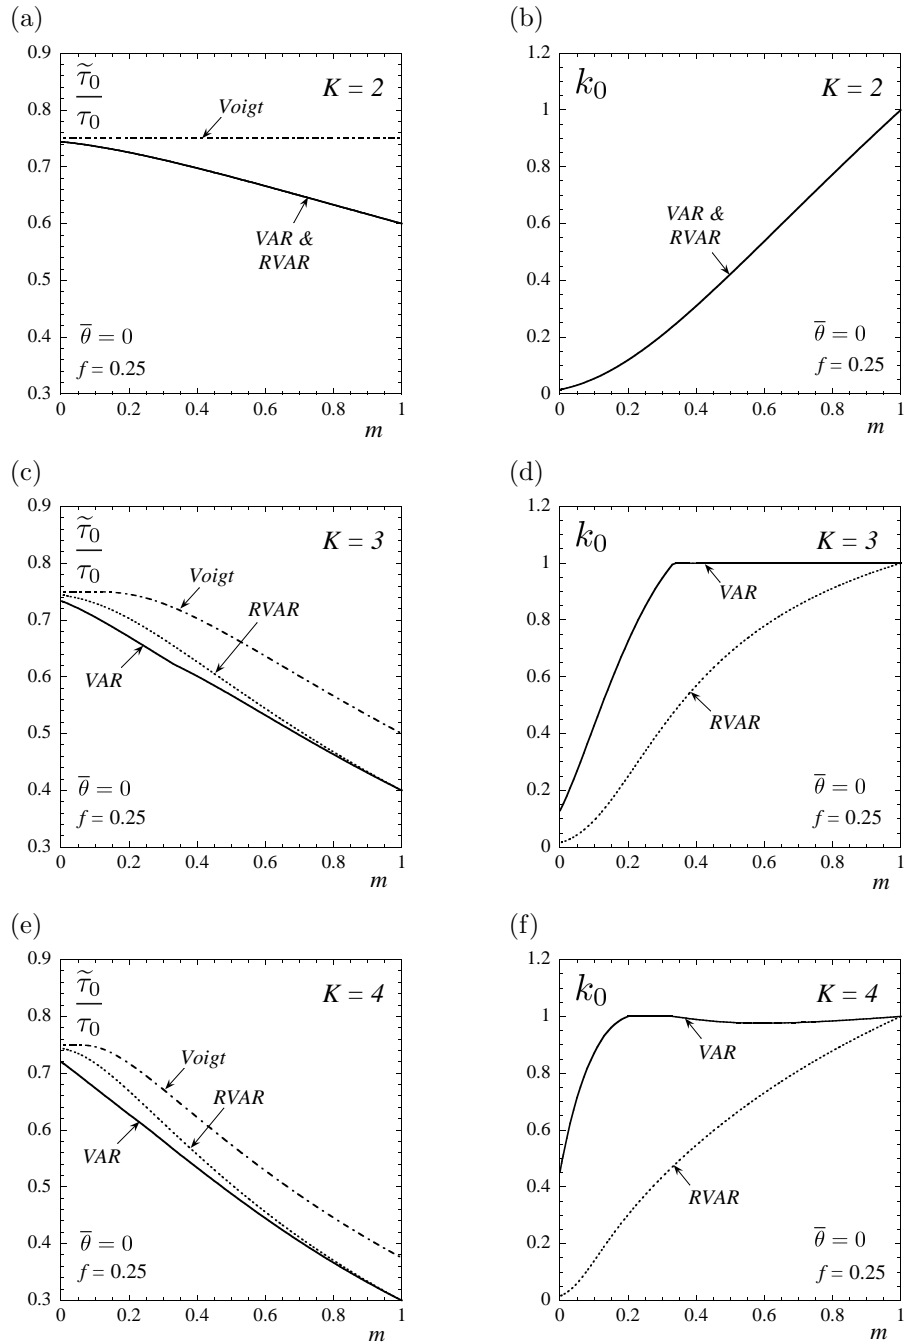 (a)
0.9
0.8
0.7
0.6
0.5
0.4
0.3
τ̃₀
τ₀
K = 2
Voigt
VAR &
RVAR
θ̄ = 0
f = 0.25
0 0.2 0.4 0.6 0.8 1
m
(b)
1.2
1
0.8
0.6
0.4
0.2
0
k₀
K = 2
VAR &
RVAR
θ̄ = 0
f = 0.25
0 0.2 0.4 0.6 0.8 1
m
(c)
0.9
0.8
0.7
0.6
0.5
0.4
0.3
τ̃₀
τ₀
K = 3
Voigt
RVAR
VAR
θ̄ = 0
f = 0.25
0 0.2 0.4 0.6 0.8 1
m
(d)
1.2
1
0.8
0.6
0.4
0.2
0
k₀
K = 3
VAR
RVAR
θ̄ = 0
f = 0.25
0 0.2 0.4 0.6 0.8 1
m
(e)
0.9
0.8
0.7
0.6
0.5
0.4
0.3
τ̃₀
τ₀
K = 4
Voigt
RVAR
VAR
θ̄ = 0
f = 0.25
0 0.2 0.4 0.6 0.8 1
m
(f)
1.2
1
0.8
0.6
0.4
0.2
0
k₀
K = 4
VAR
RVAR
θ̄ = 0
f = 0.25
0 0.2 0.4 0.6 0.8 1
m